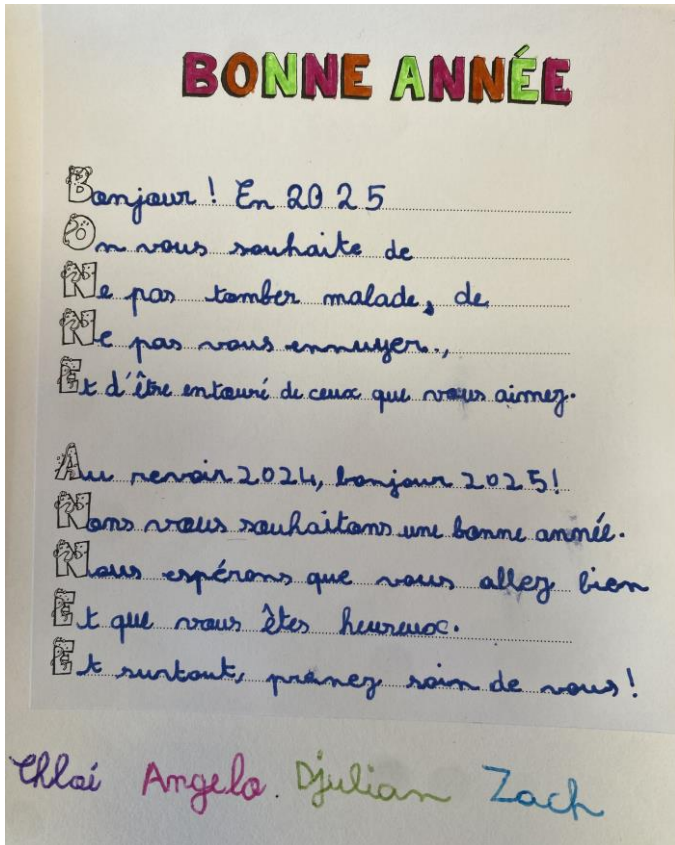 BONNE ANNÉE
Bonjour ! En 2025
On vous souhaite de
Ne pas tomber malade, de
Ne pas vous ennuyer.,
Et d'être entouré de ceux que vous aimez.
Au revoir 2024, bonjour 2025!
Nons vous souhaitons une bonne année.
Nous espérons que vous allez bien
Et que vous êtes heureux.
Et surtout, prenez soin de vous !
Chloé Angelo. Djulian Zach